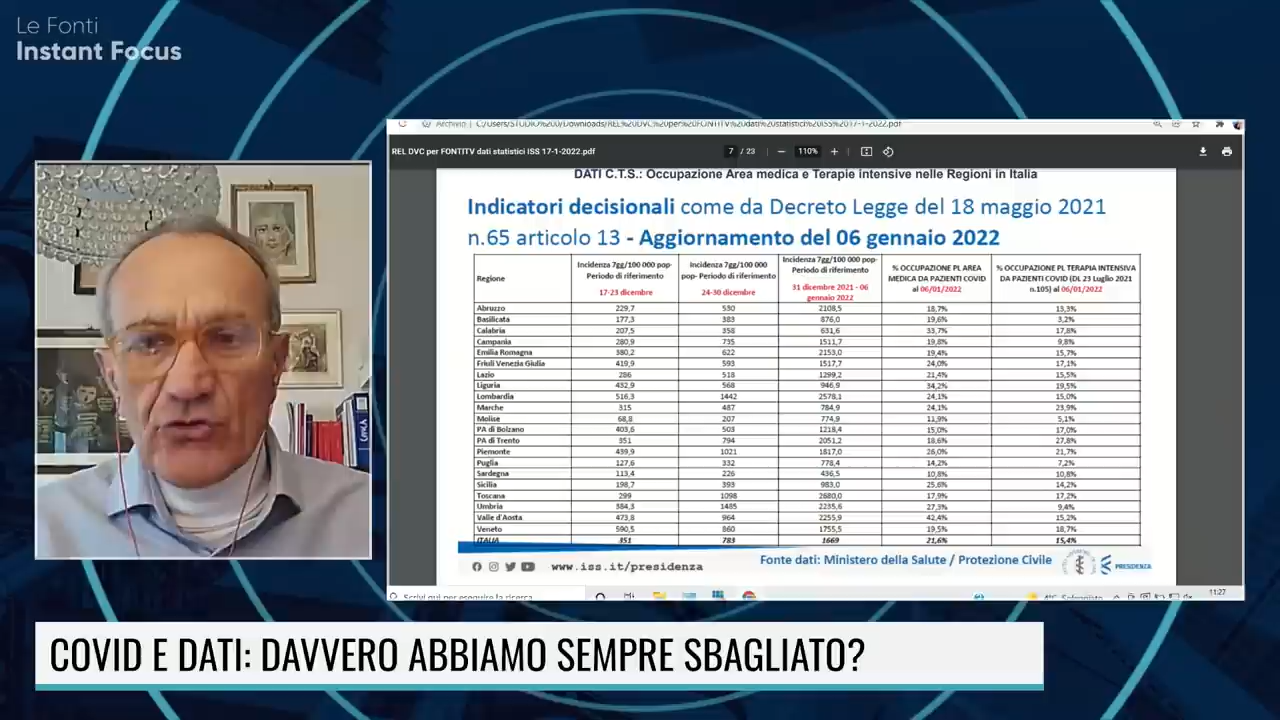 Le Fonti
Instant Focus
REL DVC per FONTITV dati statistici ISS 17-1-2022.pdf
7 / 23
110%
DATI C.T.S.: Occupazione Area medica e Terapie intensive nelle Regioni in Italia
Indicatori decisionali come da Decreto Legge del 18 maggio 2021
n.65 articolo 13 - Aggiornamento del 06 gennaio 2022
Regione
Incidenza 7gg/100 000 pop-
Periodo di riferimento
17-23 dicembre
Incidenza 7gg/100 000
pop- Periodo di riferimento
24-30 dicembre
Incidenza 7gg/100 000 pop-
Periodo di riferimento
31 dicembre 2021 - 06
gennaio 2022
% OCCUPAZIONE PL AREA
MEDICA DA PAZIENTI COVID
al 06/01/2022
% OCCUPAZIONE PL TERAPIA INTENSIVA
DA PAZIENTI COVID (DL 23 Luglio 2021
n.105) al 06/01/2022
Abruzzo 229,7 530 2108,5 18,7% 13,3%
Basilicata 177,3 383 876,0 19,6% 3,2%
Calabria 207,5 358 631,6 33,7% 17,8%
Campania 280,9 735 1511,7 19,8% 9,8%
Emilia Romagna 380,2 622 2153,0 19,4% 15,7%
Friuli Venezia Giulia 419,9 593 1517,7 24,0% 17,1%
Lazio 286 518 1299,2 21,4% 15,5%
Liguria 432,9 568 946,9 34,2% 19,5%
Lombardia 516,3 1442 2578,1 24,1% 15,0%
Marche 315 487 784,9 24,1% 23,9%
Molise 68,8 207 774,9 11,9% 5,1%
PA di Bolzano 403,6 503 1218,4 15,0% 17,0%
PA di Trento 351 794 2051,2 18,6% 27,8%
Piemonte 439,9 1021 1817,0 26,0% 21,7%
Puglia 127,6 332 778,4 14,2% 7,2%
Sardegna 113,4 226 436,5 10,8% 10,8%
Sicilia 198,7 393 983,0 25,6% 14,2%
Toscana 299 1098 2680,0 17,9% 17,2%
Umbria 384,3 1485 2235,6 27,3% 9,4%
Valle d'Aosta 473,8 964 2255,9 42,4% 15,2%
Veneto 590,5 860 1755,5 19,5% 18,7%
ITALIA 351 783 1669 21,6% 15,4%
www.iss.it/presidenza
Fonte dati: Ministero della Salute / Protezione Civile
PRESIDENZA
11:27
COVID E DATI: DAVVERO ABBIAMO SEMPRE SBAGLIATO?